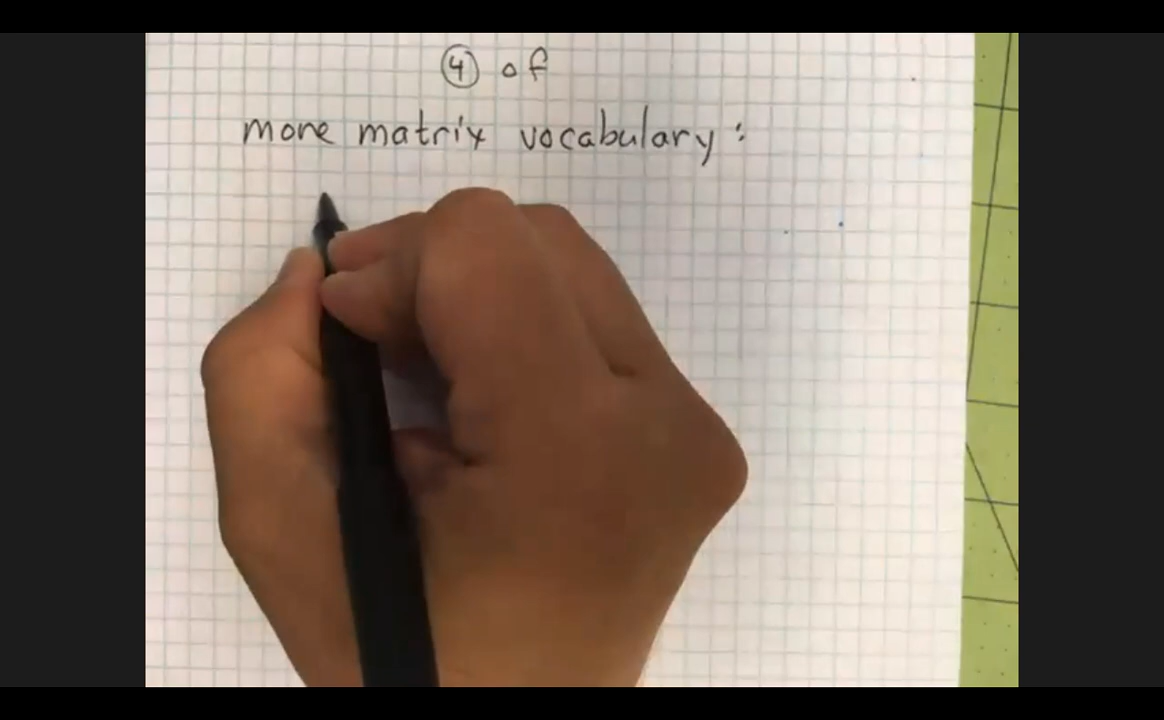 ④ of
more matrix vocabulary: